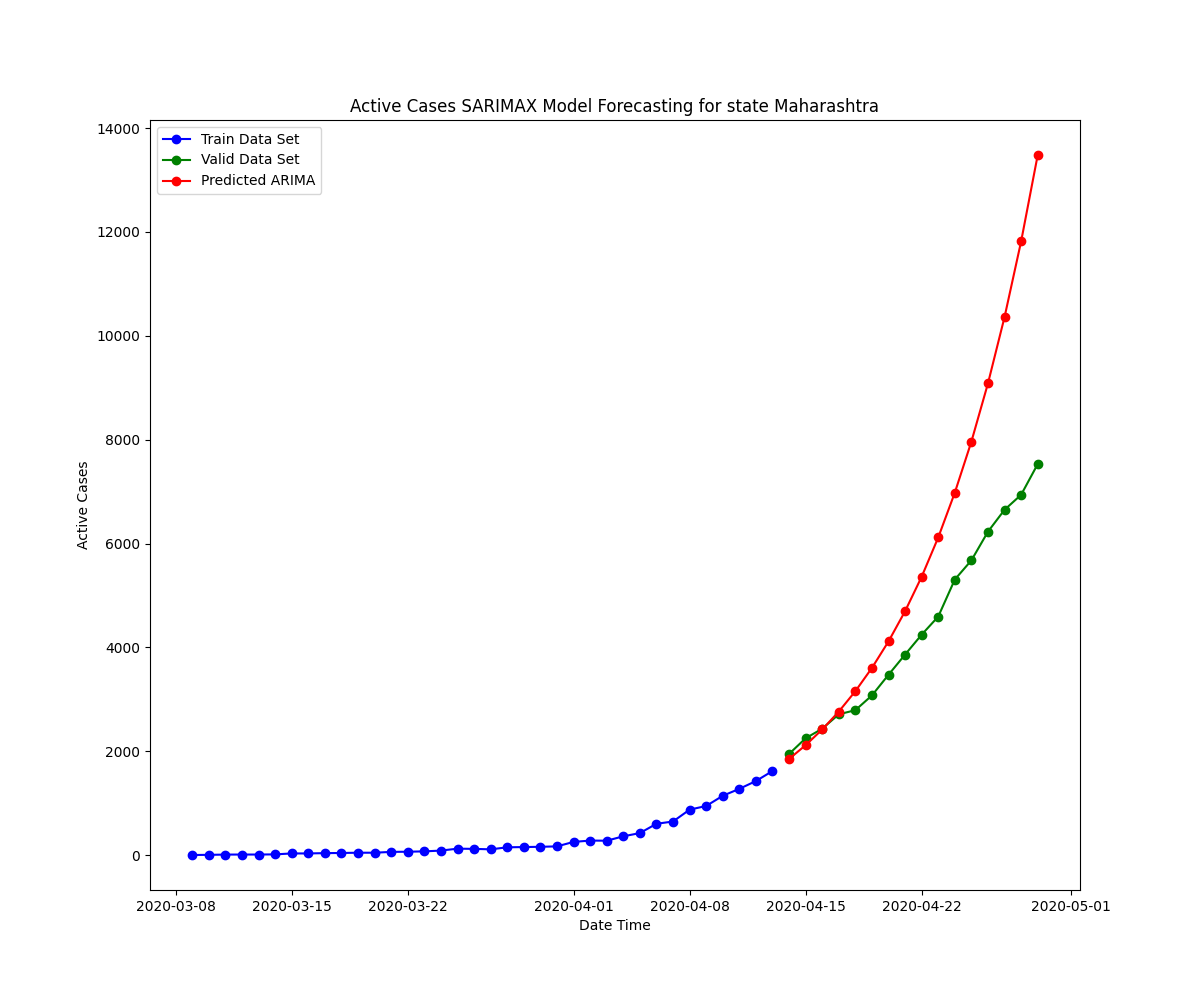 Active Cases SARIMAX Model Forecasting for state Maharashtra
Train Data Set
Valid Data Set
Predicted ARIMA
14000
12000
10000
8000
6000
4000
2000
0
Active Cases
2020-03-08 2020-03-15 2020-03-22 2020-04-01 2020-04-08 2020-04-15 2020-04-22 2020-05-01
Date Time